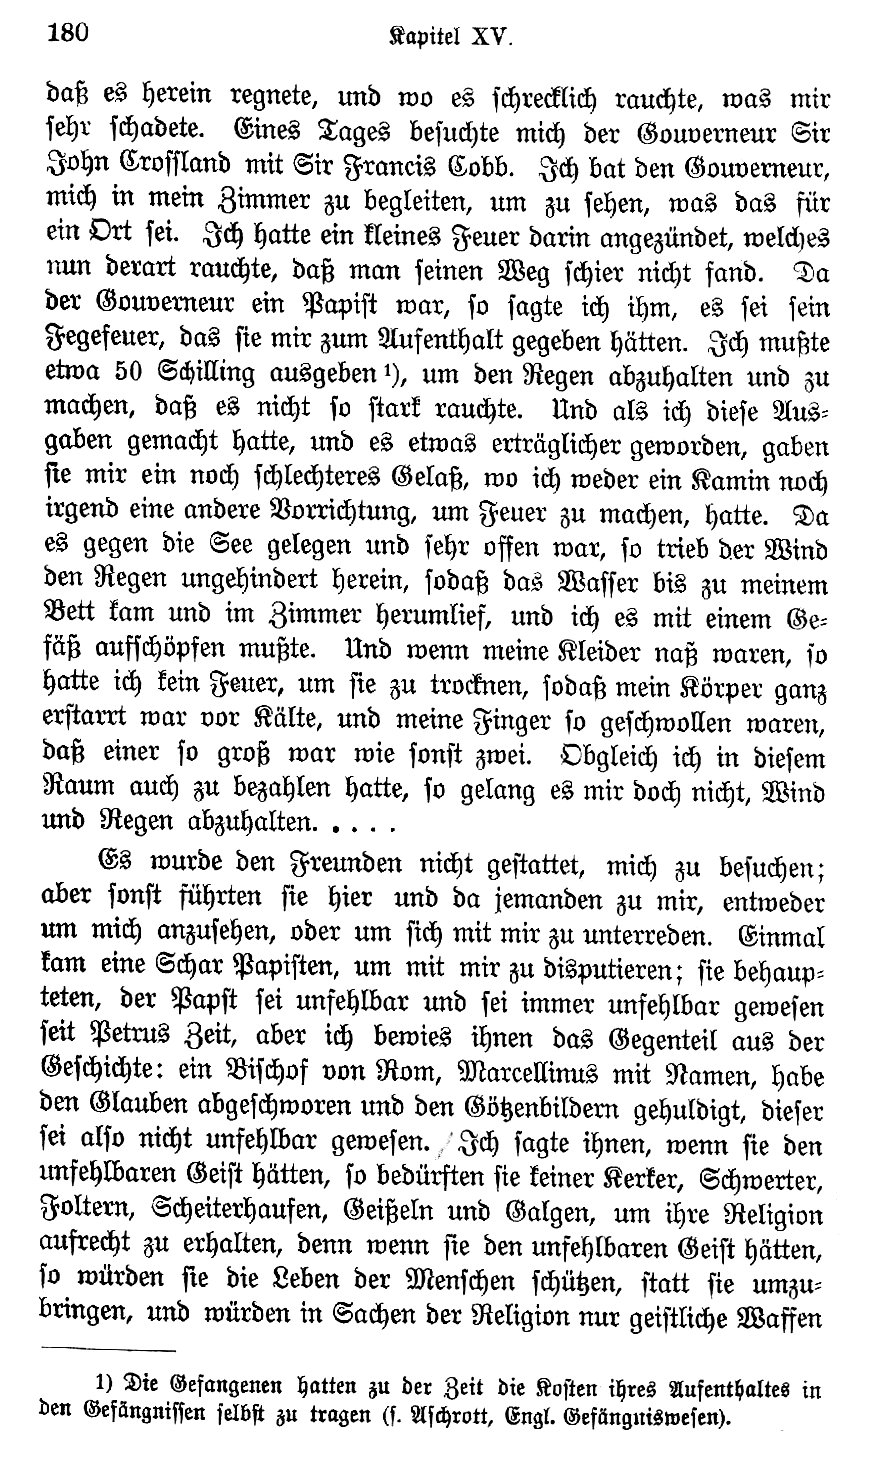 180 Kapitel XV.
daß es herein regnete, und wo es schrecklich rauchte, was mir
sehr schadete. Eines Tages besuchte mich der Gouverneur Sir
John Crossland mit Sir Francis Cobb. Ich bat den Gouverneur,
mich in mein Zimmer zu begleiten, um zu sehen, was das für
ein Ort sei. Ich hatte ein kleines Feuer darin angezündet, welches
nun derart rauchte, daß man seinen Weg schier nicht fand. Da
der Gouverneur ein Papist war, so sagte ich ihm, es sei sein
Fegefeuer, das sie mir zum Aufenthalt gegeben hätten. Ich mußte
etwa 50 Schilling ausgeben ¹), um den Regen abzuhalten und zu
machen, daß es nicht so stark rauchte. Und als ich diese Aus-
gaben gemacht hatte, und es etwas erträglicher geworden, gaben
sie mir ein noch schlechteres Gelaß, wo ich weder ein Kamin noch
irgend eine andere Vorrichtung, um Feuer zu machen, hatte. Da
es gegen die See gelegen und sehr offen war, so trieb der Wind
den Regen ungehindert herein, sodaß das Wasser bis zu meinem
Bett kam und im Zimmer herumlief, und ich es mit einem Ge-
fäß aufschöpfen mußte. Und wenn meine Kleider naß waren, so
hatte ich kein Feuer, um sie zu trocknen, sodaß mein Körper ganz
erstarrt war vor Kälte, und meine Finger so geschwollen waren,
daß einer so groß war wie sonst zwei. Obgleich ich in diesem
Raum auch zu bezahlen hatte, so gelang es mir doch nicht, Wind
und Regen abzuhalten. . . . .
Es wurde den Freunden nicht gestattet, mich zu besuchen;
aber sonst führten sie hier und da jemanden zu mir, entweder
um mich anzusehen, oder um sich mit mir zu unterreden. Einmal
kam eine Schar Papisten, um mit mir zu disputieren; sie behaup-
teten, der Papst sei unfehlbar und sei immer unfehlbar gewesen
seit Petrus Zeit, aber ich bewies ihnen das Gegenteil aus der
Geschichte: ein Bischof von Rom, Marcellinus mit Namen, habe
den Glauben abgeschworen und den Götzenbildern gehuldigt, dieser
sei also nicht unfehlbar gewesen. Ich sagte ihnen, wenn sie den
unfehlbaren Geist hätten, so bedürften sie keiner Kerker, Schwerter,
Foltern, Scheiterhaufen, Geißeln und Galgen, um ihre Religion
aufrecht zu erhalten, denn wenn sie den unfehlbaren Geist hätten,
so würden sie die Leben der Menschen schützen, statt sie umzu-
bringen, und würden in Sachen der Religion nur geistliche Waffen
1) Die Gefangenen hatten zu der Zeit die Kosten ihres Aufenthaltes in
den Gefängnissen selbst zu tragen (s. Aschrott, Engl. Gefängniswesen).